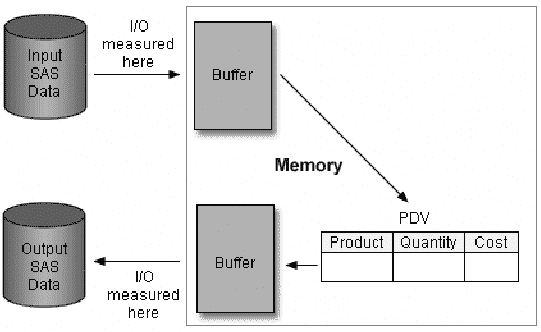 I/O
measured
here
Input
SAS
Data
Buffer
Memory
PDV
Product Quantity Cost
Output
SAS
Data
I/O
measured
here
Buffer